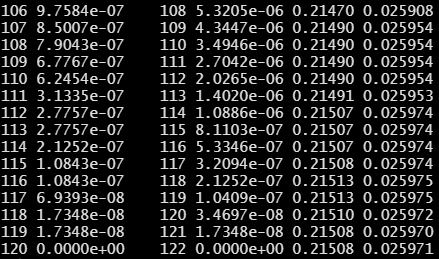 106 9.7584e-07 108 5.3205e-06 0.21470 0.025908
107 8.5007e-07 109 4.3447e-06 0.21490 0.025954
108 7.9043e-07 110 3.4946e-06 0.21490 0.025954
109 6.7767e-07 111 2.7042e-06 0.21490 0.025954
110 6.2454e-07 112 2.0265e-06 0.21490 0.025954
111 3.1335e-07 113 1.4020e-06 0.21491 0.025953
112 2.7757e-07 114 1.0886e-06 0.21507 0.025974
113 2.7757e-07 115 8.1103e-07 0.21507 0.025974
114 2.1252e-07 116 5.3346e-07 0.21507 0.025974
115 1.0843e-07 117 3.2094e-07 0.21508 0.025974
116 1.0843e-07 118 2.1252e-07 0.21513 0.025975
117 6.9393e-08 119 1.0409e-07 0.21513 0.025975
118 1.7348e-08 120 3.4697e-08 0.21510 0.025972
119 1.7348e-08 121 1.7348e-08 0.21508 0.025970
120 0.0000e+00 122 0.0000e+00 0.21508 0.025971